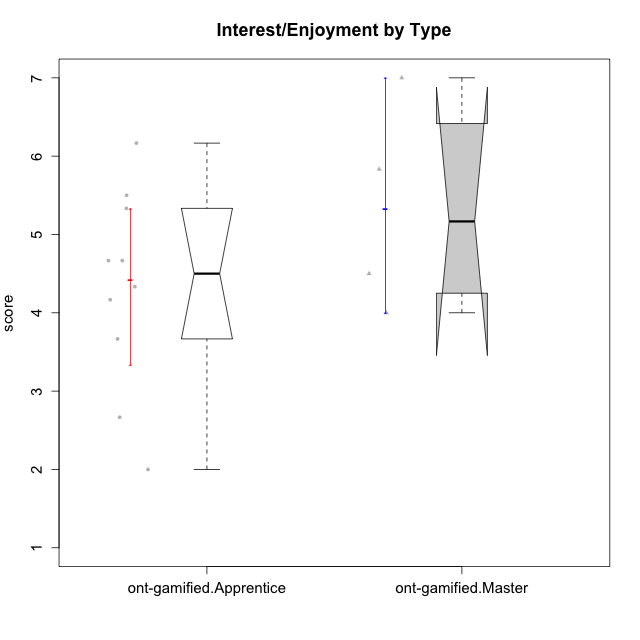 Interest/Enjoyment by Type
7
6
5
4
3
2
1
score
ont-gamified.Apprentice
ont-gamified.Master